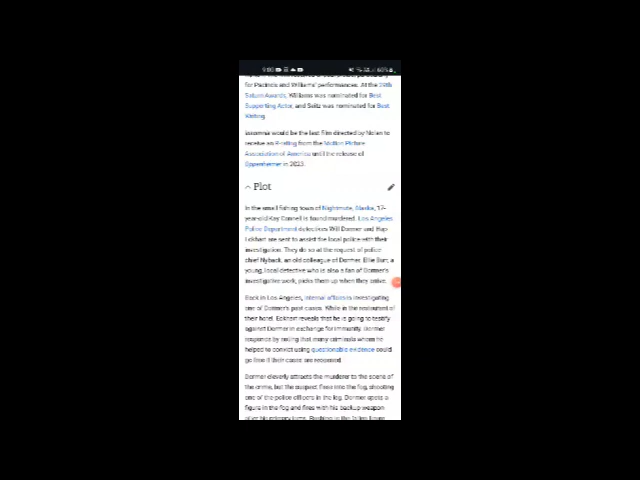 9:00
for Pacino's and Williams' performances. At the 29th
Saturn Awards, Williams was nominated for Best
Supporting Actor, and Seitz was nominated for Best
Writing.
Insomnia would be the last film directed by Nolan to
receive an R-rating from the Motion Picture
Association of America until the release of
Oppenheimer in 2023.
Plot
In the small fishing town of Nightmute, Alaska, 17-
year-old Kay Connell is found murdered. Los Angeles
Police Department detectives Will Dormer and Hap
Eckhart are sent to assist the local police with their
investigation. They do so at the request of police
chief Nyback, an old colleague of Dormer. Ellie Burr, a
young, local detective who is also a fan of Dormer's
investigative work, picks them up when they arrive.
Back in Los Angeles, internal affairs is investigating
one of Dormer's past cases. While in the restaurant of
their hotel, Eckhart reveals that he is going to testify
against Dormer in exchange for immunity. Dormer
responds by noting that many criminals whom he
helped to convict using questionable evidence could
go free if their cases are reopened.
Dormer cleverly attracts the murderer to the scene of
the crime, but the suspect flees into the fog, shooting
one of the police officers in the leg. Dormer spots a
figure in the fog and fires with his backup weapon